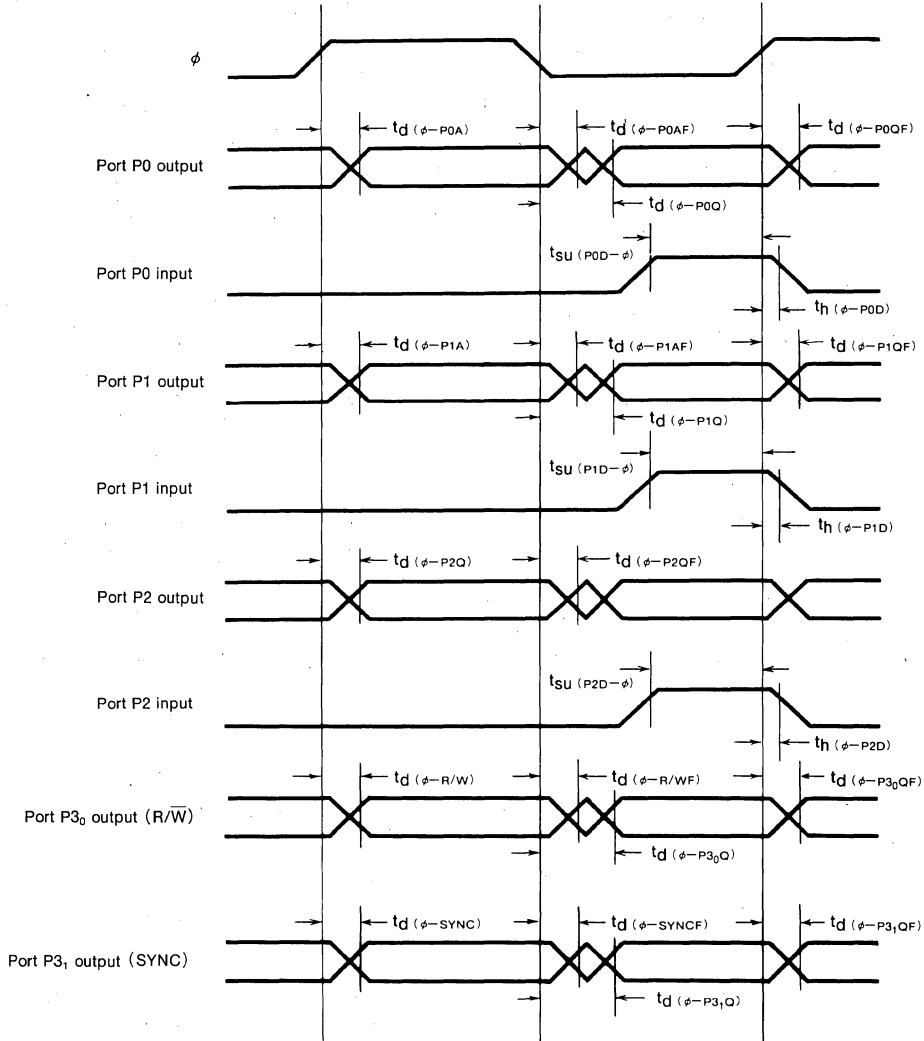 φ
td (φ−P0A) td (φ−P0AF) td (φ−P0QF)
Port P0 output
td (φ−P0Q)
tsu (P0D−φ)
Port P0 input
th (φ−P0D)
td (φ−P1A) td (φ−P1AF) td (φ−P1QF)
Port P1 output
td (φ−P1Q)
tsu (P1D−φ)
Port P1 input
th (φ−P1D)
td (φ−P2Q) td (φ−P2QF)
Port P2 output
tsu (P2D−φ)
Port P2 input
th (φ−P2D)
td (φ−R/W) td (φ−R/WF) td (φ−P3₀QF)
Port P3₀ output (R/W̅)
td (φ−P3₀Q)
td (φ−SYNC) td (φ−SYNCF) td (φ−P3₁QF)
Port P3₁ output (SYNC)
td (φ−P3₁Q)